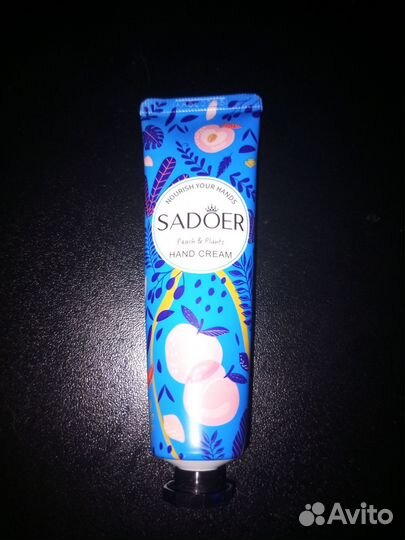 NOURISH YOUR HANDS
SADOER
Peach & Plants
HAND CREAM
Avito